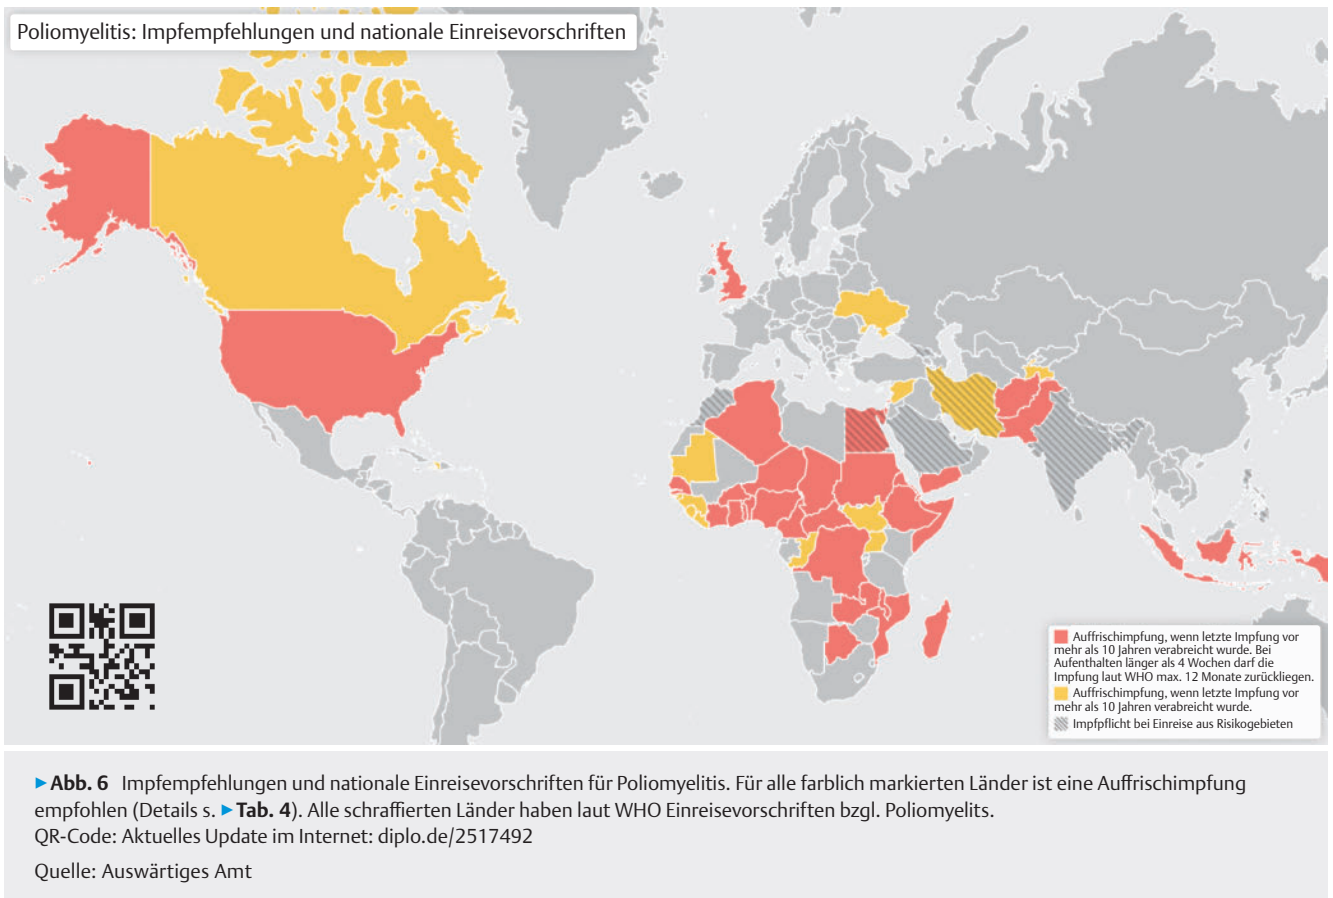 Poliomyelitis: Impfempfehlungen und nationale Einreisevorschriften
Auffrischimpfung, wenn letzte Impfung vor
mehr als 10 Jahren verabreicht wurde. Bei
Aufenthalten länger als 4 Wochen darf die
Impfung laut WHO max. 12 Monate zurückliegen.
Auffrischimpfung, wenn letzte Impfung vor
mehr als 10 Jahren verabreicht wurde.
Impfpflicht bei Einreise aus Risikogebieten
►Abb. 6 Impfempfehlungen und nationale Einreisevorschriften für Poliomyelitis. Für alle farblich markierten Länder ist eine Auffrischimpfung
empfohlen (Details s. ►Tab. 4). Alle schraffierten Länder haben laut WHO Einreisevorschriften bzgl. Poliomyelits.
QR-Code: Aktuelles Update im Internet: diplo.de/2517492
Quelle: Auswärtiges Amt